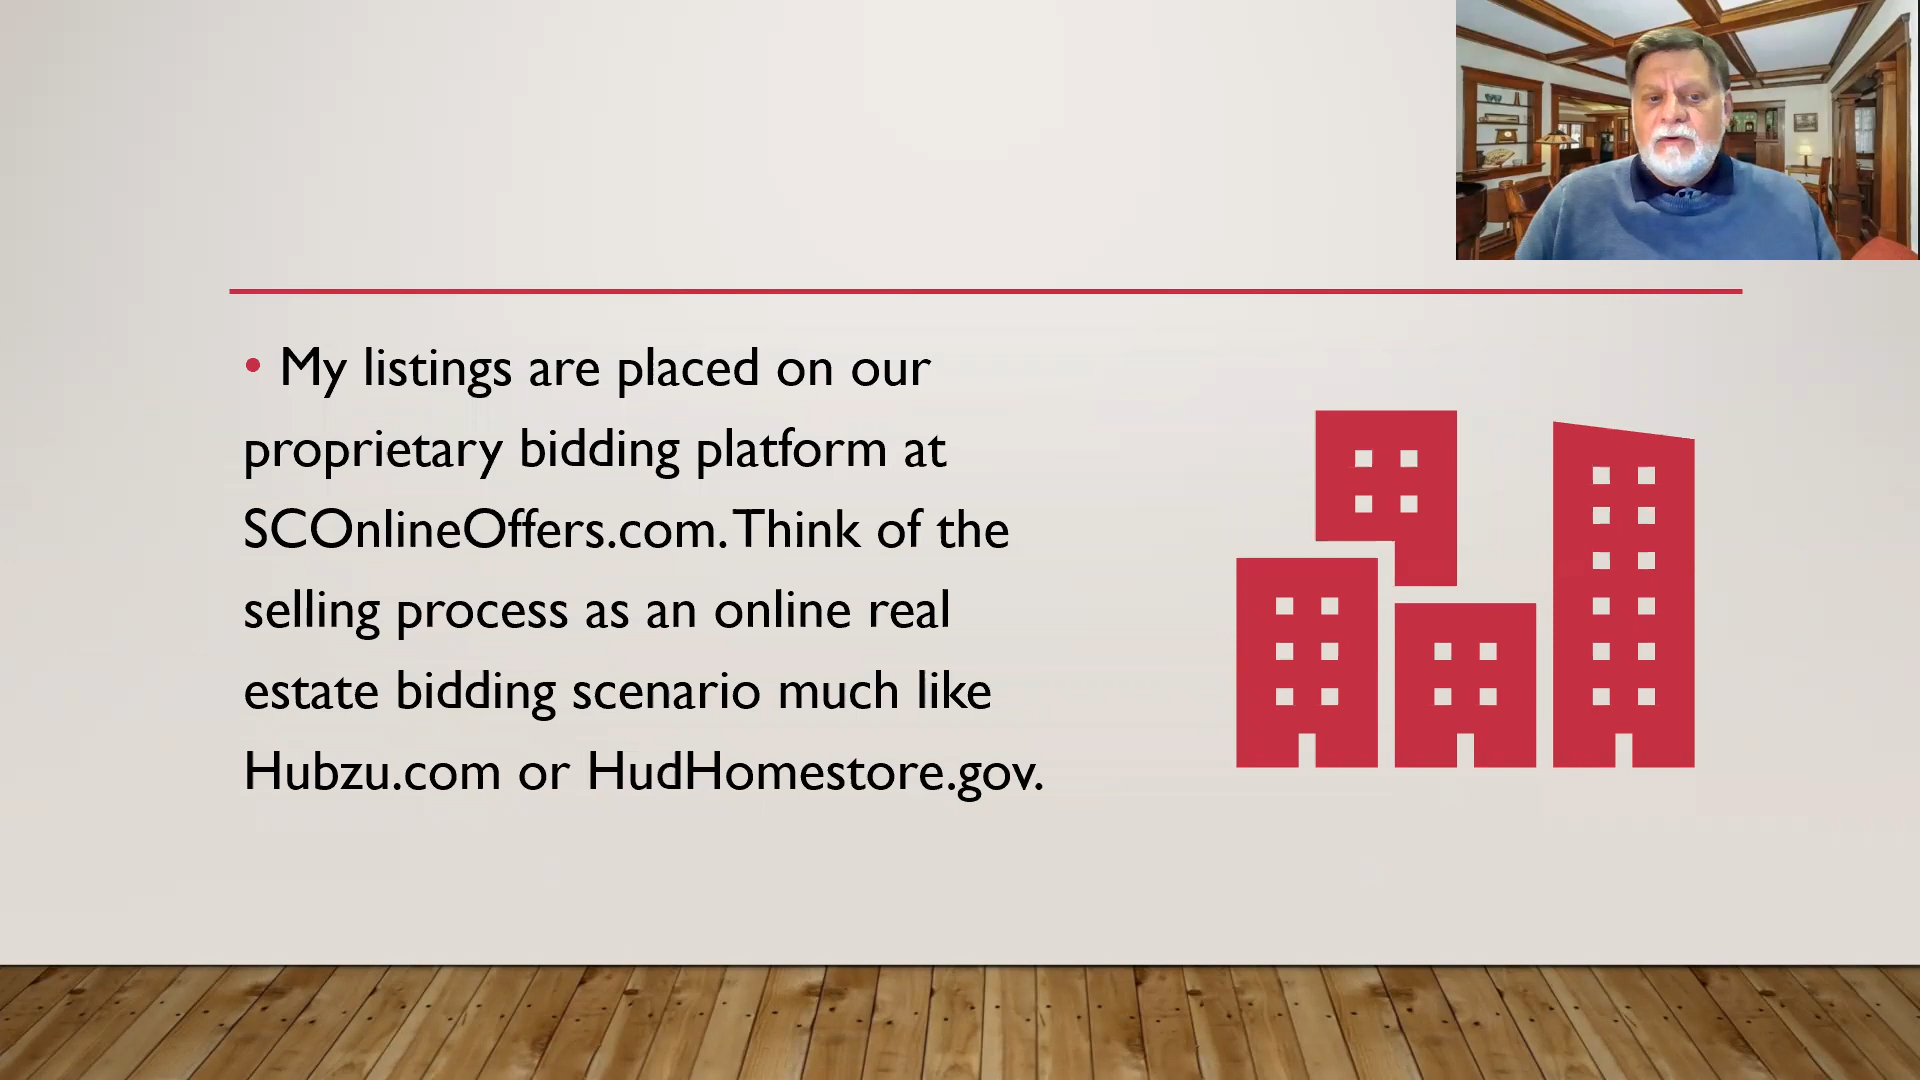 • My listings are placed on our
proprietary bidding platform at
SCOnlineOffers.com. Think of the
selling process as an online real
estate bidding scenario much like
Hubzu.com or HudHomestore.gov.